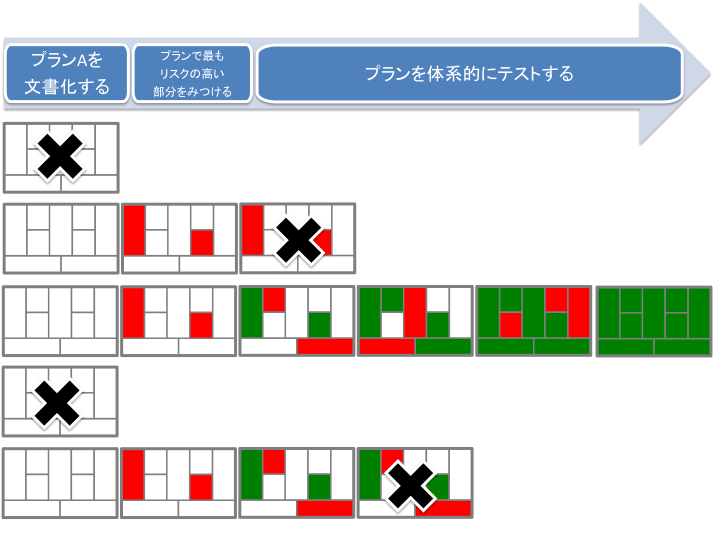 プランAを
文書化する
プランで最も
リスクの高い
部分をみつける
プランを体系的にテストする